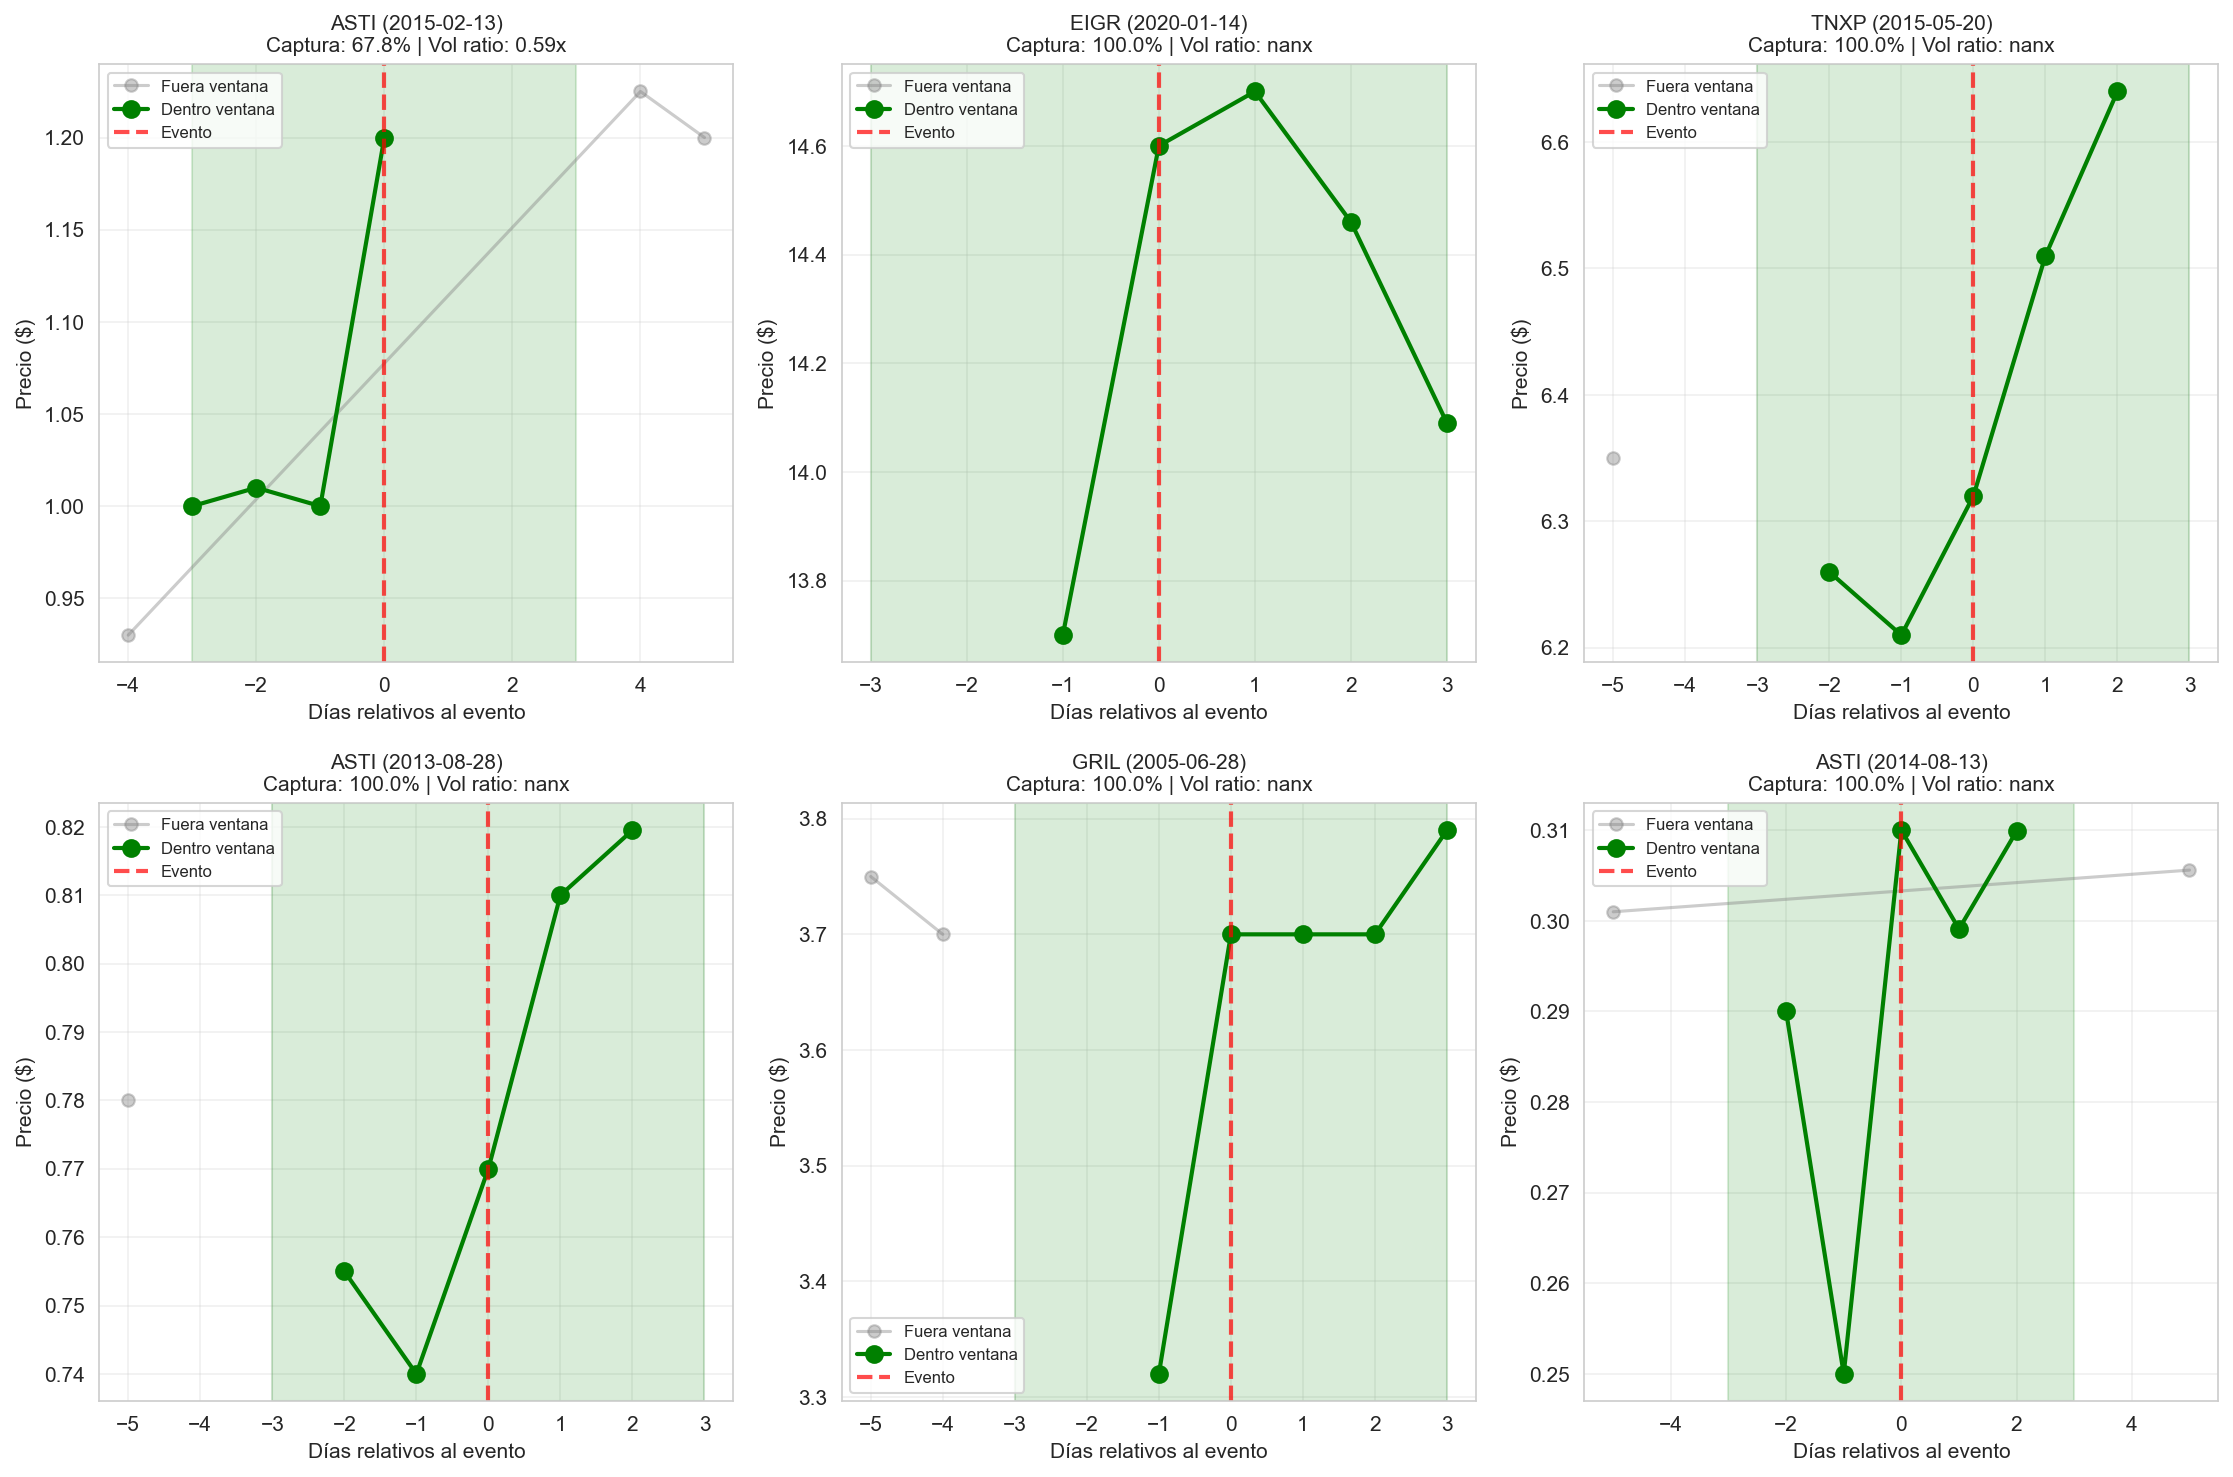 ASTI (2015-02-13)
Captura: 67.8% | Vol ratio: 0.59x
Fuera ventana
Dentro ventana
Evento
1.20
1.15
1.10
1.05
1.00
0.95
Precio ($)
−4 −2 0 2 4
Días relativos al evento
EIGR (2020-01-14)
Captura: 100.0% | Vol ratio: nanx
Fuera ventana
Dentro ventana
Evento
14.6
14.4
14.2
14.0
13.8
Precio ($)
−3 −2 −1 0 1 2 3
Días relativos al evento
TNXP (2015-05-20)
Captura: 100.0% | Vol ratio: nanx
Fuera ventana
Dentro ventana
Evento
6.6
6.5
6.4
6.3
6.2
Precio ($)
−5 −4 −3 −2 −1 0 1 2 3
Días relativos al evento
ASTI (2013-08-28)
Captura: 100.0% | Vol ratio: nanx
Fuera ventana
Dentro ventana
Evento
0.82
0.81
0.80
0.79
0.78
0.77
0.76
0.75
0.74
Precio ($)
−5 −4 −3 −2 −1 0 1 2 3
Días relativos al evento
GRIL (2005-06-28)
Captura: 100.0% | Vol ratio: nanx
3.8
3.7
3.6
3.5
3.4
3.3
Precio ($)
Fuera ventana
Dentro ventana
Evento
−5 −4 −3 −2 −1 0 1 2 3
Días relativos al evento
ASTI (2014-08-13)
Captura: 100.0% | Vol ratio: nanx
Fuera ventana
Dentro ventana
Evento
0.31
0.30
0.29
0.28
0.27
0.26
0.25
Precio ($)
−4 −2 0 2 4
Días relativos al evento